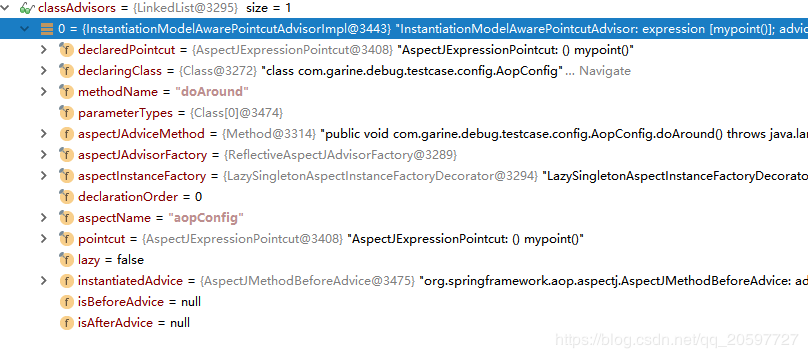 classAdvisors = {LinkedList@3295} size = 1
0 = {InstantiationModelAwarePointcutAdvisorImpl@3443} "InstantiationModelAwarePointcutAdvisor: expression [mypoint()]; advic
declaredPointcut = {AspectJExpressionPointcut@3408} "AspectJExpressionPointcut: () mypoint()"
declaringClass = {Class@3272} "class com.garine.debug.testcase.config.AopConfig"... Navigate
methodName = "doAround"
parameterTypes = {Class[0]@3474}
aspectJAdviceMethod = {Method@3314} "public void com.garine.debug.testcase.config.AopConfig.doAround() throws java.lan
aspectJAdvisorFactory = {ReflectiveAspectJAdvisorFactory@3289}
aspectInstanceFactory = {LazySingletonAspectInstanceFactoryDecorator@3294} "LazySingletonAspectInstanceFactoryDecorato
declarationOrder = 0
aspectName = "aopConfig"
pointcut = {AspectJExpressionPointcut@3408} "AspectJExpressionPointcut: () mypoint()"
lazy = false
instantiatedAdvice = {AspectJMethodBeforeAdvice@3475} "org.springframework.aop.aspectj.AspectJMethodBeforeAdvice: ad
isBeforeAdvice = null
isAfterAdvice = null
https://blog.csdn.net/qq_20597727